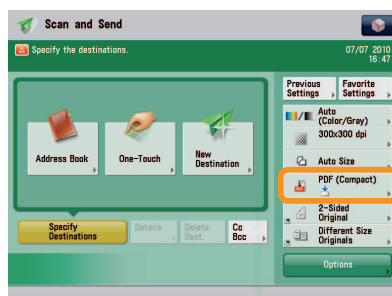 Scan and Send
Specify the destinations.
07/07 2010
16:47
Previous
Settings
Favorite
Settings
Auto
(Color/Gray)
300x300 dpi
Auto Size
PDF (Compact)
2-Sided
Original
Different Size
Originals
Options
Address Book
One-Touch
New
Destination
Specify
Destinations
Details
Delete
Dest.
Cc
Bcc